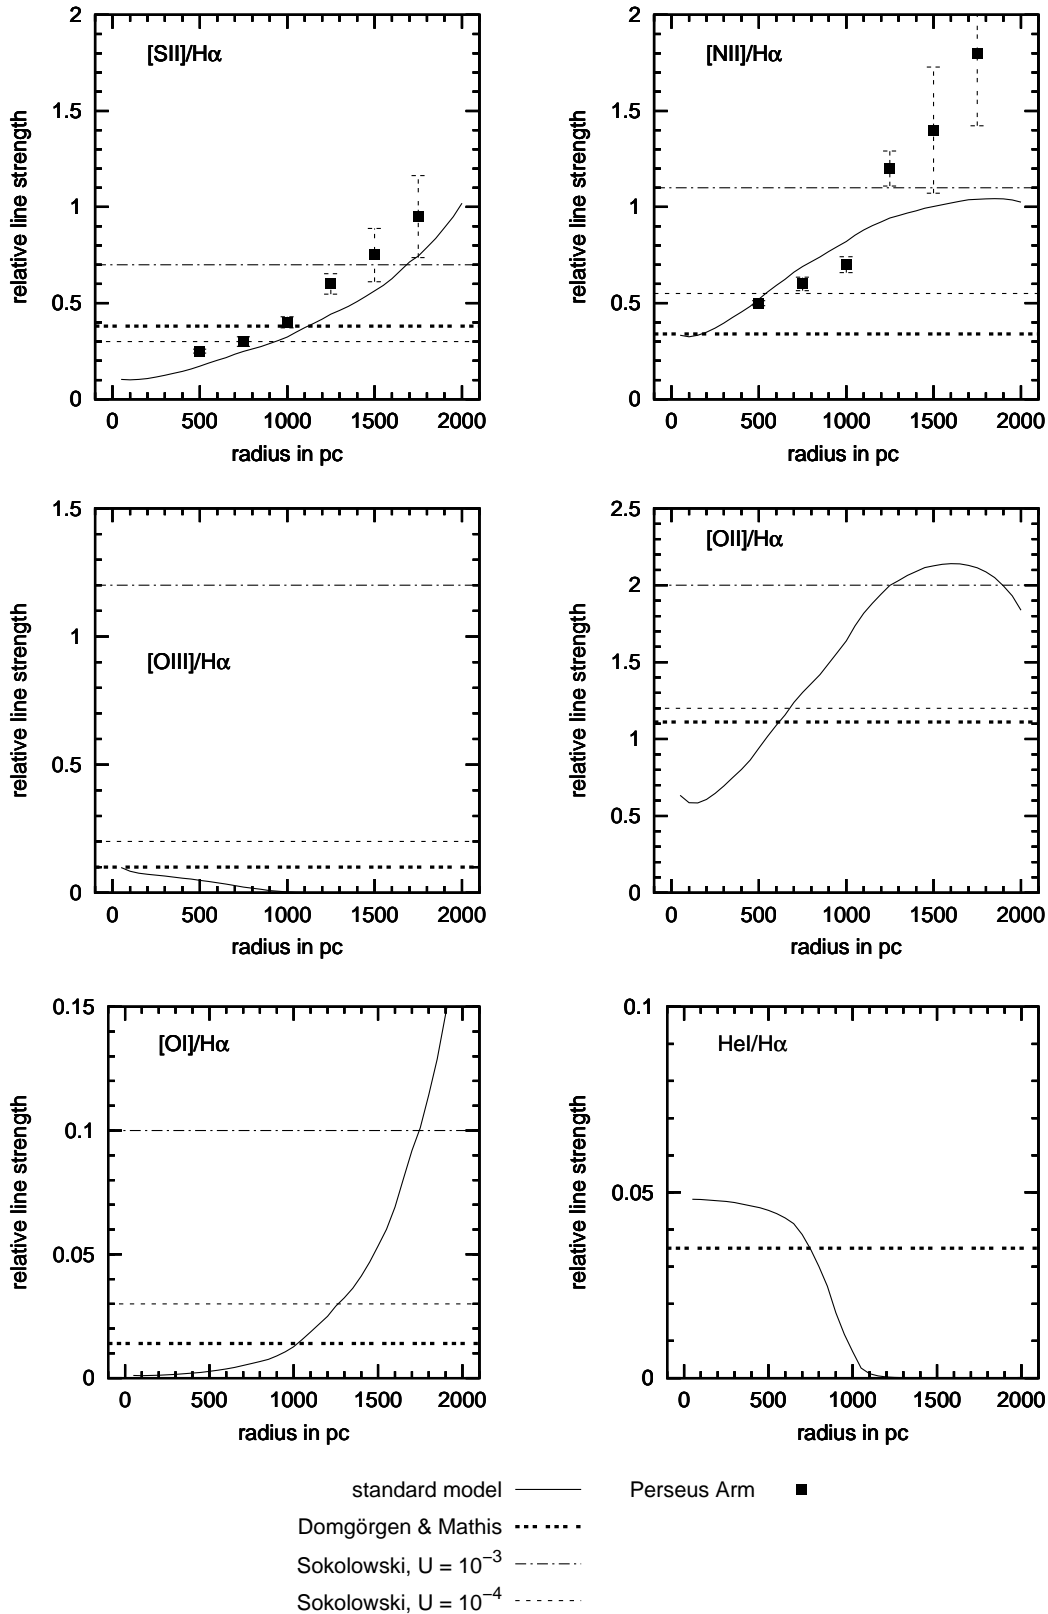 [SII]/Hα
relative line strength
2
1.5
1
0.5
0
0 500 1000 1500 2000
radius in pc
[NII]/Hα
relative line strength
2
1.5
1
0.5
0
0 500 1000 1500 2000
radius in pc
[OIII]/Hα
relative line strength
1.5
1
0.5
0
0 500 1000 1500 2000
radius in pc
[OII]/Hα
relative line strength
2.5
2
1.5
1
0.5
0
0 500 1000 1500 2000
radius in pc
[OI]/Hα
relative line strength
0.15
0.1
0.05
0
0 500 1000 1500 2000
radius in pc
HeI/Hα
relative line strength
0.1
0.05
0
0 500 1000 1500 2000
radius in pc
standard model
Domgörgen & Mathis
Sokolowski, U = 10⁻³
Sokolowski, U = 10⁻⁴
Perseus Arm